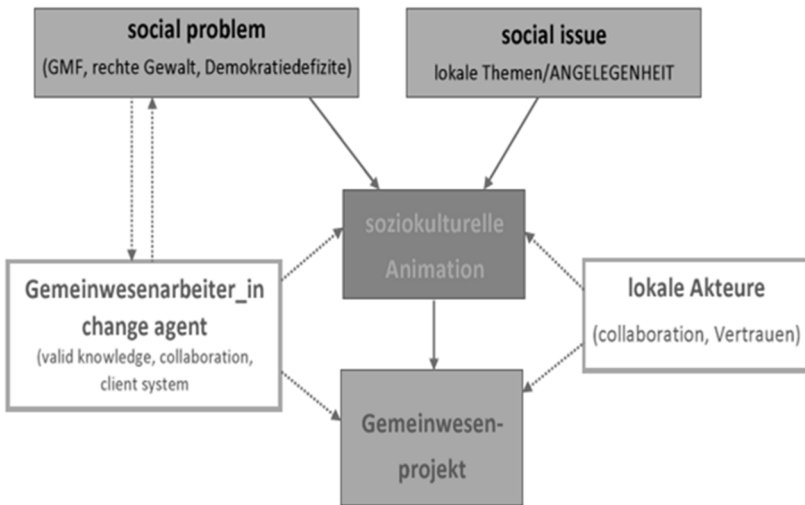 social problem
(GMF, rechte Gewalt, Demokratiedefizite)
social issue
lokale Themen/ANGELEGENHEIT
soziokulturelle
Animation
Gemeinwesenarbeiter_in
change agent
(valid knowledge, collaboration,
client system
lokale Akteure
(collaboration, Vertrauen)
Gemeinwesen-
projekt